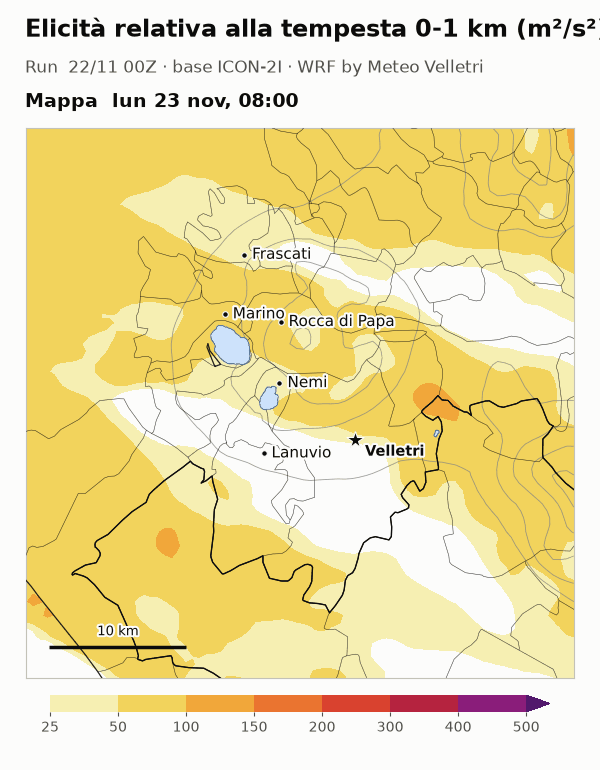 Elicità relativa alla tempesta 0-1 km (m²/s²)
Run 22/11 00Z · base ICON-2I · WRF by Meteo Velletri
Mappa lun 23 nov, 08:00
Frascati
Marino
Rocca di Papa
Nemi
Velletri
Lanuvio
10 km
25 50 100 150 200 300 400 500